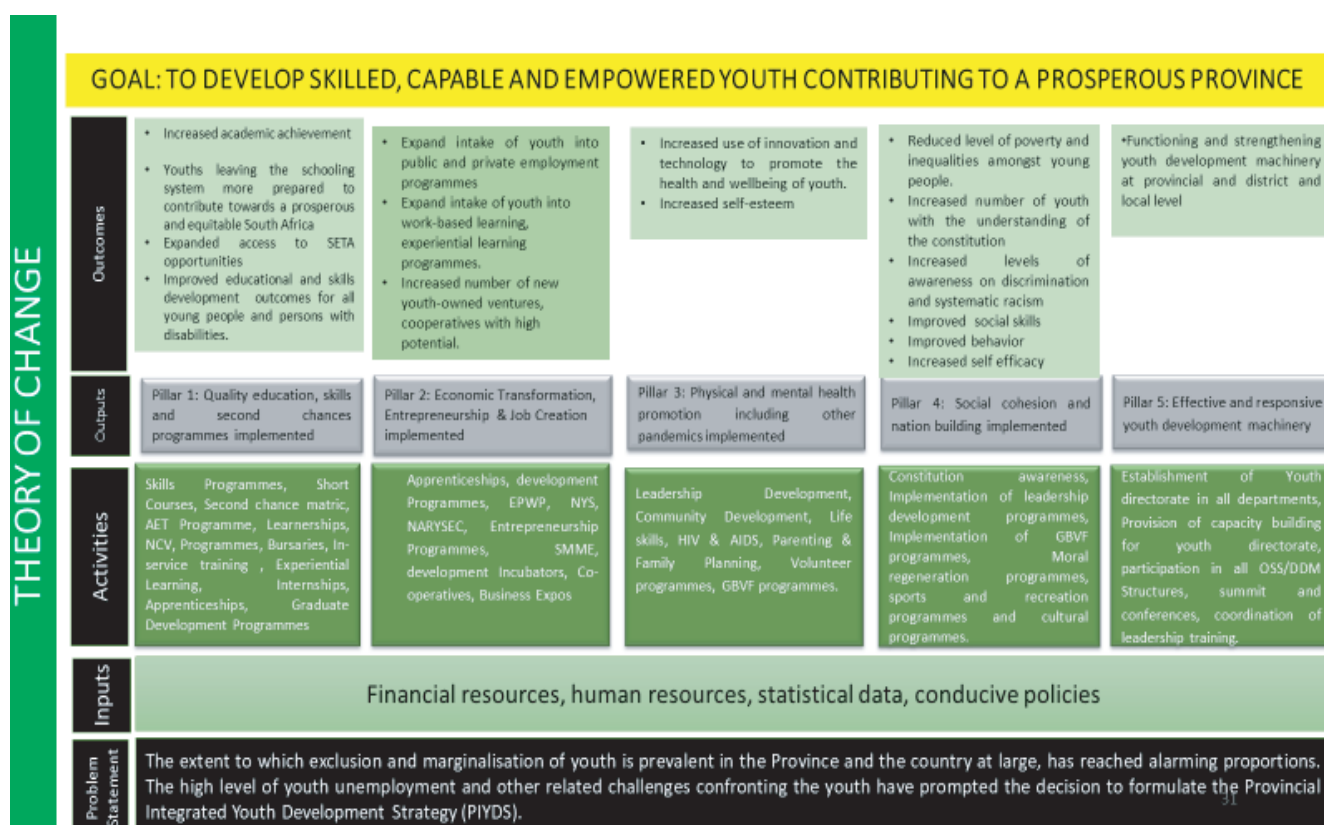 THEORY OF CHANGE
GOAL: TO DEVELOP SKILLED, CAPABLE AND EMPOWERED YOUTH CONTRIBUTING TO A PROSPEROUS PROVINCE
Outcomes
• Increased academic achievement
• Youths leaving the schooling
system more prepared to
contribute towards a prosperous
and equitable South Africa
• Expanded access to SETA
opportunities
• Improved educational and skills
development outcomes for all
young people and persons with
disabilities.
• Expand intake of youth into
public and private employment
programmes
• Expand intake of youth into
work-based learning,
experiential learning
programmes.
• Increased number of new
youth-owned ventures,
cooperatives with high
potential.
• Increased use of innovation and
technology to promote the
health and wellbeing of youth.
• Increased self-esteem
• Reduced level of poverty and
inequalities amongst young
people.
• Increased number of youth
with the understanding of
the constitution
• Increased levels of
awareness on discrimination
and systematic racism
• Improved social skills
• Improved behavior
• Increased self efficacy
•Functioning and strengthening
youth development machinery
at provincial and district and
local level
Outputs
Pillar 1: Quality education, skills
and second chances
programmes implemented
Pillar 2: Economic Transformation,
Entrepreneurship & Job Creation
implemented
Pillar 3: Physical and mental health
promotion including other
pandemics implemented
Pillar 4: Social cohesion and
nation building implemented
Pillar 5: Effective and responsive
youth development machinery
Activities
Skills Programmes, Short
Courses, Second chance matric,
AET Programme, Learnerships,
NCV, Programmes, Bursaries, In-
service training , Experiential
Learning, Internships,
Apprenticeships, Graduate
Development Programmes
Apprenticeships, development
Programmes, EPWP, NYS,
NARYSEC, Entrepreneurship
Programmes, SMME,
development Incubators, Co-
operatives, Business Expos
Leadership Development,
Community Development, Life
skills, HIV & AIDS, Parenting &
Family Planning, Volunteer
programmes, GBVF programmes.
Constitution awareness,
Implementation of leadership
development programmes,
Implementation of GBVF
programmes, Moral
regeneration programmes,
sports and recreation
programmes and cultural
programmes.
Establishment of Youth
directorate in all departments,
Provision of capacity building
for youth directorate,
participation in all OSS/DDM
Structures, summit and
conferences, coordination of
leadership training.
Inputs
Financial resources, human resources, statistical data, conducive policies
Problem
Statement
The extent to which exclusion and marginalisation of youth is prevalent in the Province and the country at large, has reached alarming proportions.
The high level of youth unemployment and other related challenges confronting the youth have prompted the decision to formulate the Provincial
Integrated Youth Development Strategy (PIYDS).
31